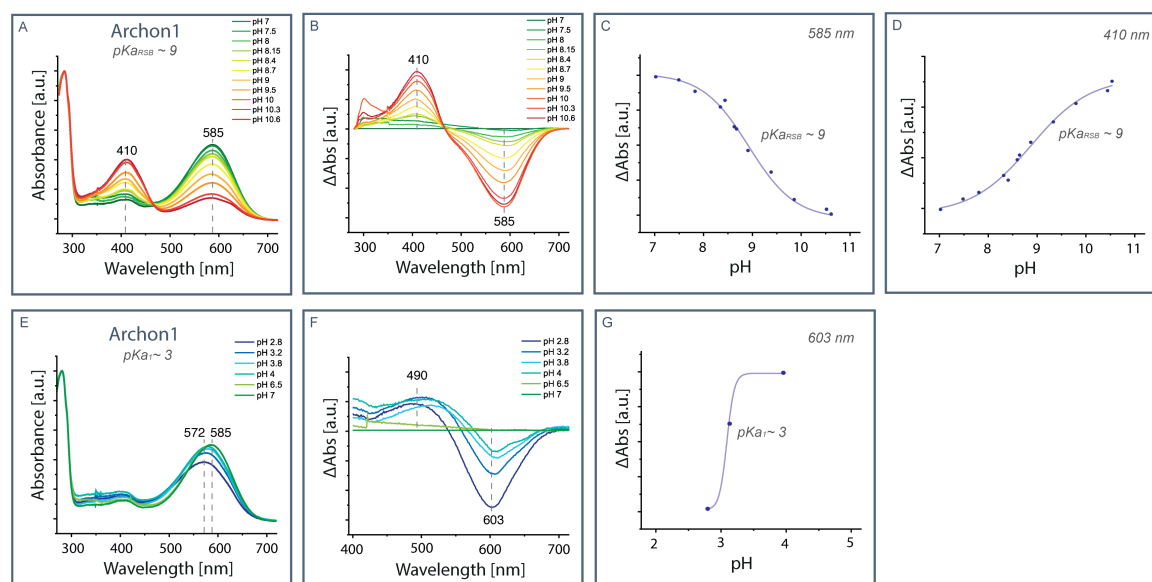 A
Archon1
pKaRSB ~ 9
pH 7
pH 7.5
pH 8
pH 8.15
pH 8.4
pH 8.7
pH 9
pH 9.5
pH 10
pH 10.3
pH 10.6
410
585
Absorbance [a.u.]
300 400 500 600 700
Wavelength [nm]
B
pH 7
pH 7.5
pH 8
pH 8.15
pH 8.4
pH 8.7
pH 9
pH 9.5
pH 10
pH 10.3
pH 10.6
410
585
ΔAbs [a.u.]
300 400 500 600 700
Wavelength [nm]
C
585 nm
pKaRSB ~ 9
ΔAbs [a.u.]
7 8 9 10 11
pH
D
410 nm
pKaRSB ~ 9
ΔAbs [a.u.]
7 8 9 10 11
pH
E
Archon1
pKa1~ 3
pH 2.8
pH 3.2
pH 3.8
pH 4
pH 6.5
pH 7
572 585
Absorbance [a.u.]
300 400 500 600 700
Wavelength [nm]
F
pH 2.8
pH 3.2
pH 3.8
pH 4
pH 6.5
pH 7
490
603
ΔAbs [a.u.]
400 500 600 700
Wavelength [nm]
G
603 nm
pKa1~ 3
ΔAbs [a.u.]
2 3 4 5
pH